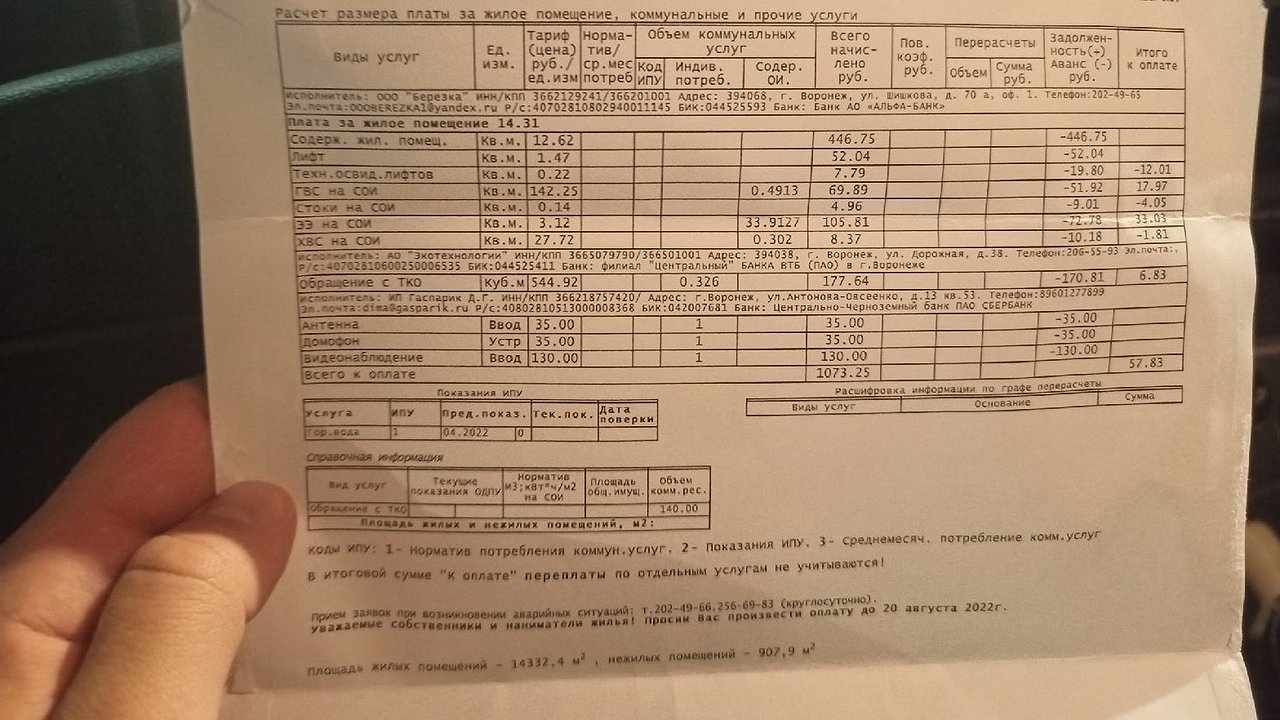 Расчет размера платы за жилое помещение, коммунальные и прочие услуги
Виды услуг Ед. изм. Тариф (цена) руб./ ед.изм Норма- тив/ ср.мес потреб Объем коммунальных услуг Код ИПУ Индив. потреб. Содер. ОИ. Всего начис- лено руб. Пов. коэф. руб. Перерасчеты Объем Сумма руб. Задолжен- ность(+) Аванс (-) руб. Итого к оплате
Исполнитель: ООО "Березка" ИНН/КПП 3662129241/366201001 Адрес: 394068, г. Воронеж, ул. Шишкова, д. 70 а, оф. 1. Телефон:202-49-65
Эл.почта:OOOBEREZKA1@yandex.ru Р/с:40702810802940011145 БИК:044525593 Банк: Банк АО «АЛЬФА-БАНК»
Плата за жилое помещение 14.31
Содерж. жил. помещ. Кв.м. 12.62 446.75 -446.75
Лифт Кв.м. 1.47 52.04 -52.04
Техн.освид.лифтов Кв.м. 0.22 7.79 -19.80 -12.01
ГВС на СОИ Кв.м. 142.25 0.4913 69.89 -51.92 17.97
Стоки на СОИ Кв.м. 0.14 4.96 -9.01 -4.05
ЭЭ на СОИ Кв.м. 3.12 33.9127 105.81 -72.78 33.03
ХВС на СОИ Кв.м. 27.72 0.302 8.37 -10.18 -1.81
Исполнитель: АО "Экотехнологии" ИНН/КПП 3665079790/366501001 Адрес: 394038, г. Воронеж, ул. Дорожная, д.38. Телефон:206-55-93 Эл.почта:,
Р/с:40702810600250006535 БИК:044525411 Банк: филиал "Центральный" БАНКА ВТБ (ПАО) в г.Воронеже
Обращение с ТКО Куб.м 544.92 0.326 177.64 -170.81 6.83
Исполнитель: ИП Гаспарик Д.Г. ИНН/КПП 366218757420/ Адрес: г.Воронеж, ул.Антонова-Овсеенко, д.13 кв.53. Телефон:89601277899
Эл.почта:dima@gasparik.ru Р/с:40802810513000008368 БИК:042007681 Банк: Центрально-Черноземный банк ПАО СБЕРБАНК
Антенна Ввод 35.00 1 35.00 -35.00
Домофон Устр 35.00 1 35.00 -35.00
Видеонаблюдение Ввод 130.00 1 130.00 -130.00
Всего к оплате 1073.25 57.83
Показания ИПУ
Услуга ИПУ Пред.показ. Тек.пок. Дата поверки
Гор.вода 1 04.2022 0
Расшифровка информации по графе перерасчеты
Виды услуг Основание Сумма
Справочная информация
Вид услуг Текущие показания ОДПУ Норматив м3;кВт*ч/м2 на СОИ Площадь общ.имущ. Объем комм.рес.
Обращение с ТКО 140.00
Площадь жилых и нежилых помещений, м2:
Коды ИПУ: 1- Норматив потребления коммун.услуг. 2- Показания ИПУ. 3- Среднемесяч. потребление комм.услуг
В итоговой сумме "К оплате" переплаты по отдельным услугам не учитываются!
Прием заявок при возникновении аварийных ситуаций: т.202-49-66,256-69-83 (круглосуточно).
Уважаемые собственники и наниматели жилья! Просим Вас произвести оплату до 20 августа 2022г.
Площадь жилых помещений - 14332,4 м2 , нежилых помещений - 907,9 м2